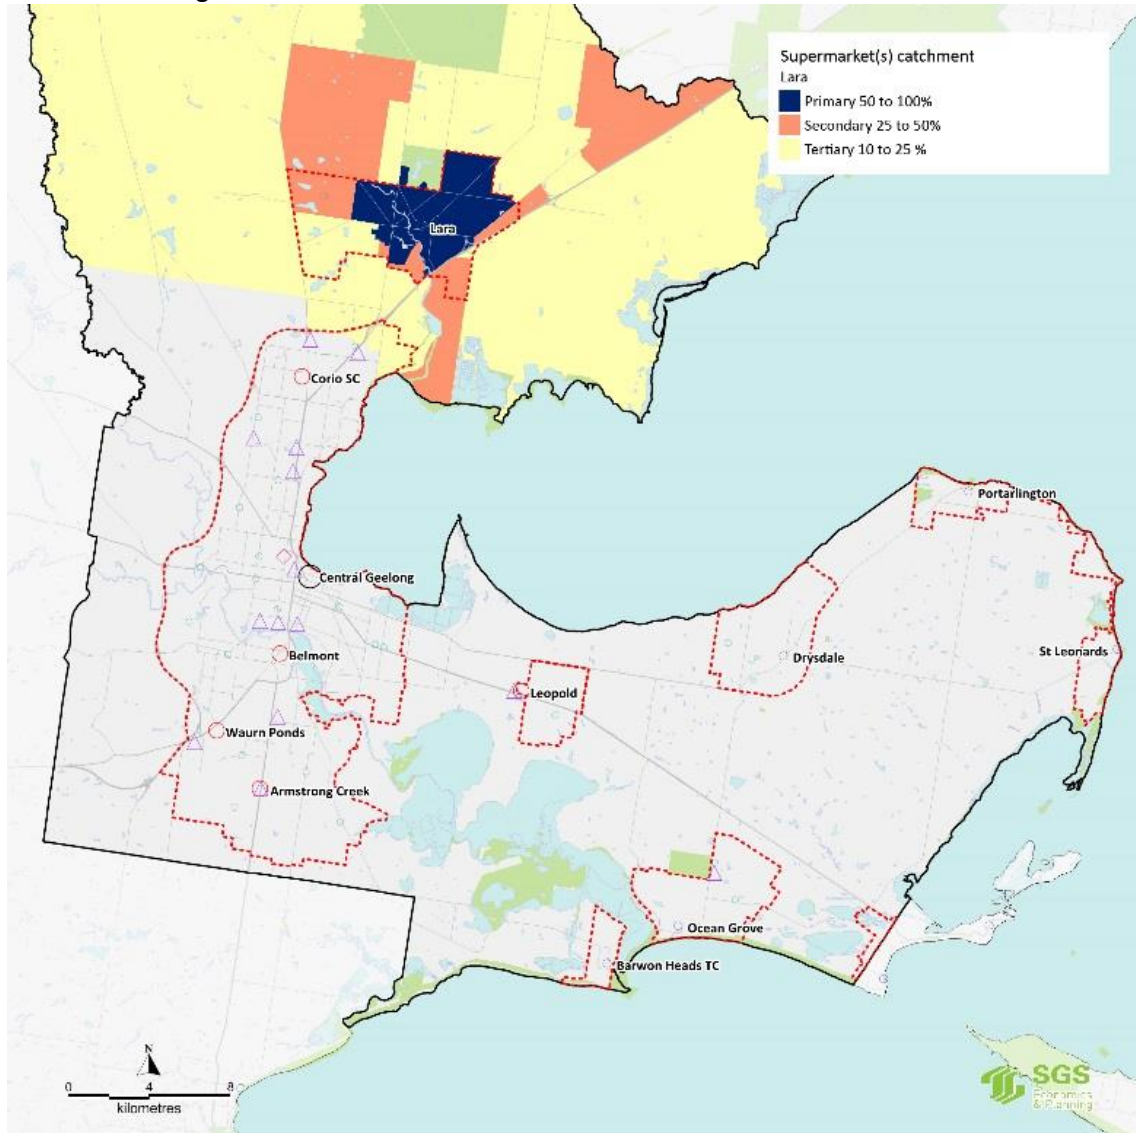 Supermarket(s) catchment
Lara
Primary 50 to 100%
Secondary 25 to 50%
Tertiary 10 to 25 %
Lara
Corio SC
Portarlington
Central Geelong
Belmont
Drysdale
St Leonards
Leopold
Waurn Ponds
Armstrong Creek
Ocean Grove
Barwon Heads TC
N
0 4 8
kilometres
SGS
Economics
& Planning